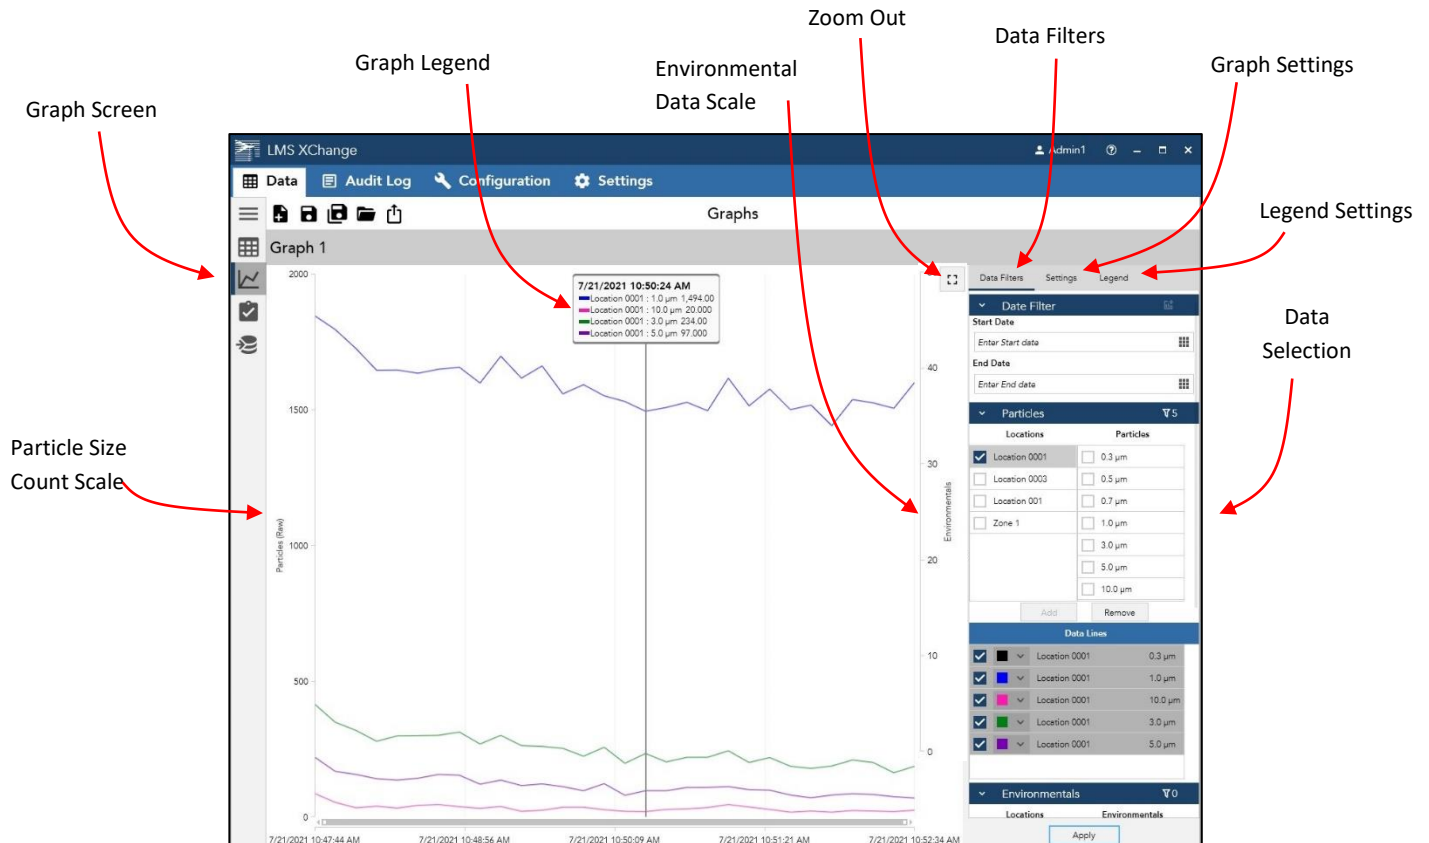 Zoom Out
Data Filters
Graph Legend
Environmental
Data Scale
Graph Settings
Graph Screen
LMS XChange
Admin1
Data
Audit Log
Configuration
Settings
Graphs
Legend Settings
Graph 1
2000
1500
1000
500
0
Particles (Raw)
7/21/2021 10:50:24 AM
Location 0001 : 1.0 µm 1,494.00
Location 0001 : 10.0 µm 20.000
Location 0001 : 3.0 µm 234.00
Location 0001 : 5.0 µm 97.000
40
30
20
10
0
Environmentals
7/21/2021 10:47:44 AM
7/21/2021 10:48:56 AM
7/21/2021 10:50:09 AM
7/21/2021 10:51:21 AM
7/21/2021 10:52:34 AM
Data Filters
Settings
Legend
Date Filter
Start Date
Enter Start date
End Date
Enter End date
Particles
5
Locations
Particles
Location 0001
0.3 µm
Location 0003
0.5 µm
Location 001
0.7 µm
Zone 1
1.0 µm
3.0 µm
5.0 µm
10.0 µm
Add
Remove
Data Lines
Location 0001 0.3 µm
Location 0001 1.0 µm
Location 0001 10.0 µm
Location 0001 3.0 µm
Location 0001 5.0 µm
Environmentals
0
Locations
Environmentals
Apply
Data
Selection
Particle Size
Count Scale